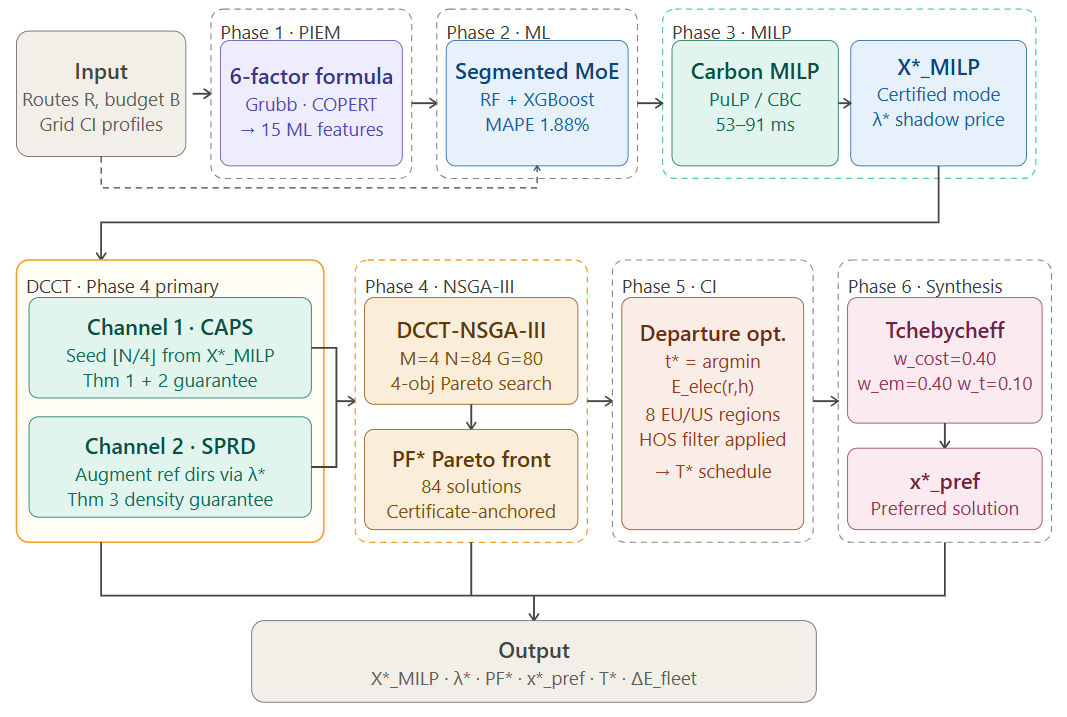 Input
Routes R, budget B
Grid CI profiles
Phase 1 · PIEM
6-factor formula
Grubb · COPERT
→ 15 ML features
Phase 2 · ML
Segmented MoE
RF + XGBoost
MAPE 1.88%
Phase 3 · MILP
Carbon MILP
PuLP / CBC
53–91 ms
X*_MILP
Certified mode
λ* shadow price
DCCT · Phase 4 primary
Channel 1 · CAPS
Seed ⌊N/4⌋ from X*_MILP
Thm 1 + 2 guarantee
Channel 2 · SPRD
Augment ref dirs via λ*
Thm 3 density guarantee
Phase 4 · NSGA-III
DCCT-NSGA-III
M=4 N=84 G=80
4-obj Pareto search
PF* Pareto front
84 solutions
Certificate-anchored
Phase 5 · CI
Departure opt.
t* = argmin
E_elec(r,h)
8 EU/US regions
HOS filter applied
→ T* schedule
Phase 6 · Synthesis
Tchebycheff
w_cost=0.40
w_em=0.40 w_t=0.10
x*_pref
Preferred solution
Output
X*_MILP · λ* · PF* · x*_pref · T* · ΔE_fleet